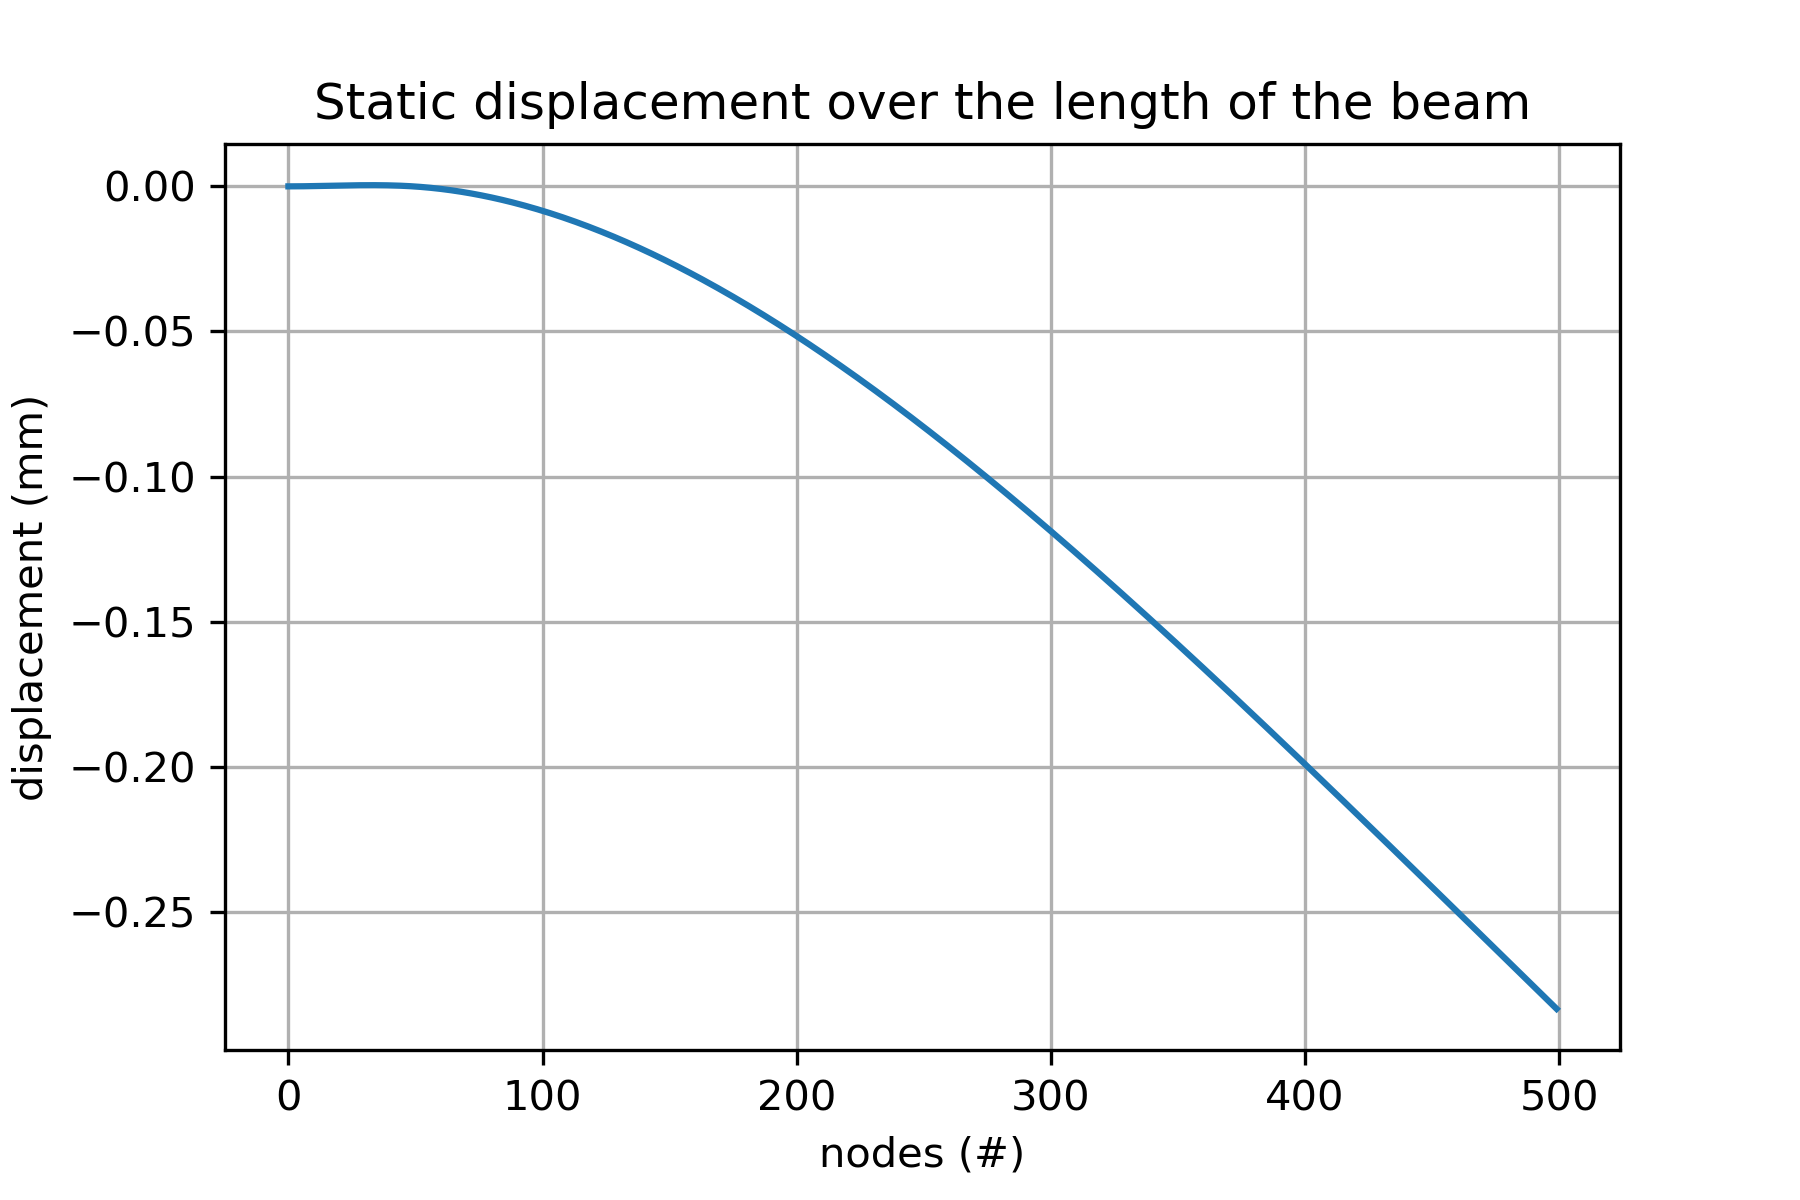 Static displacement over the length of the beam
0.00
−0.05
−0.10
−0.15
−0.20
−0.25
displacement (mm)
0 100 200 300 400 500
nodes (#)